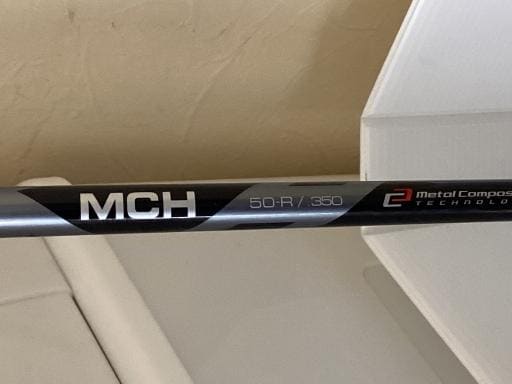 MCH 50-R / .350 Metal Compos
TECHNOLO